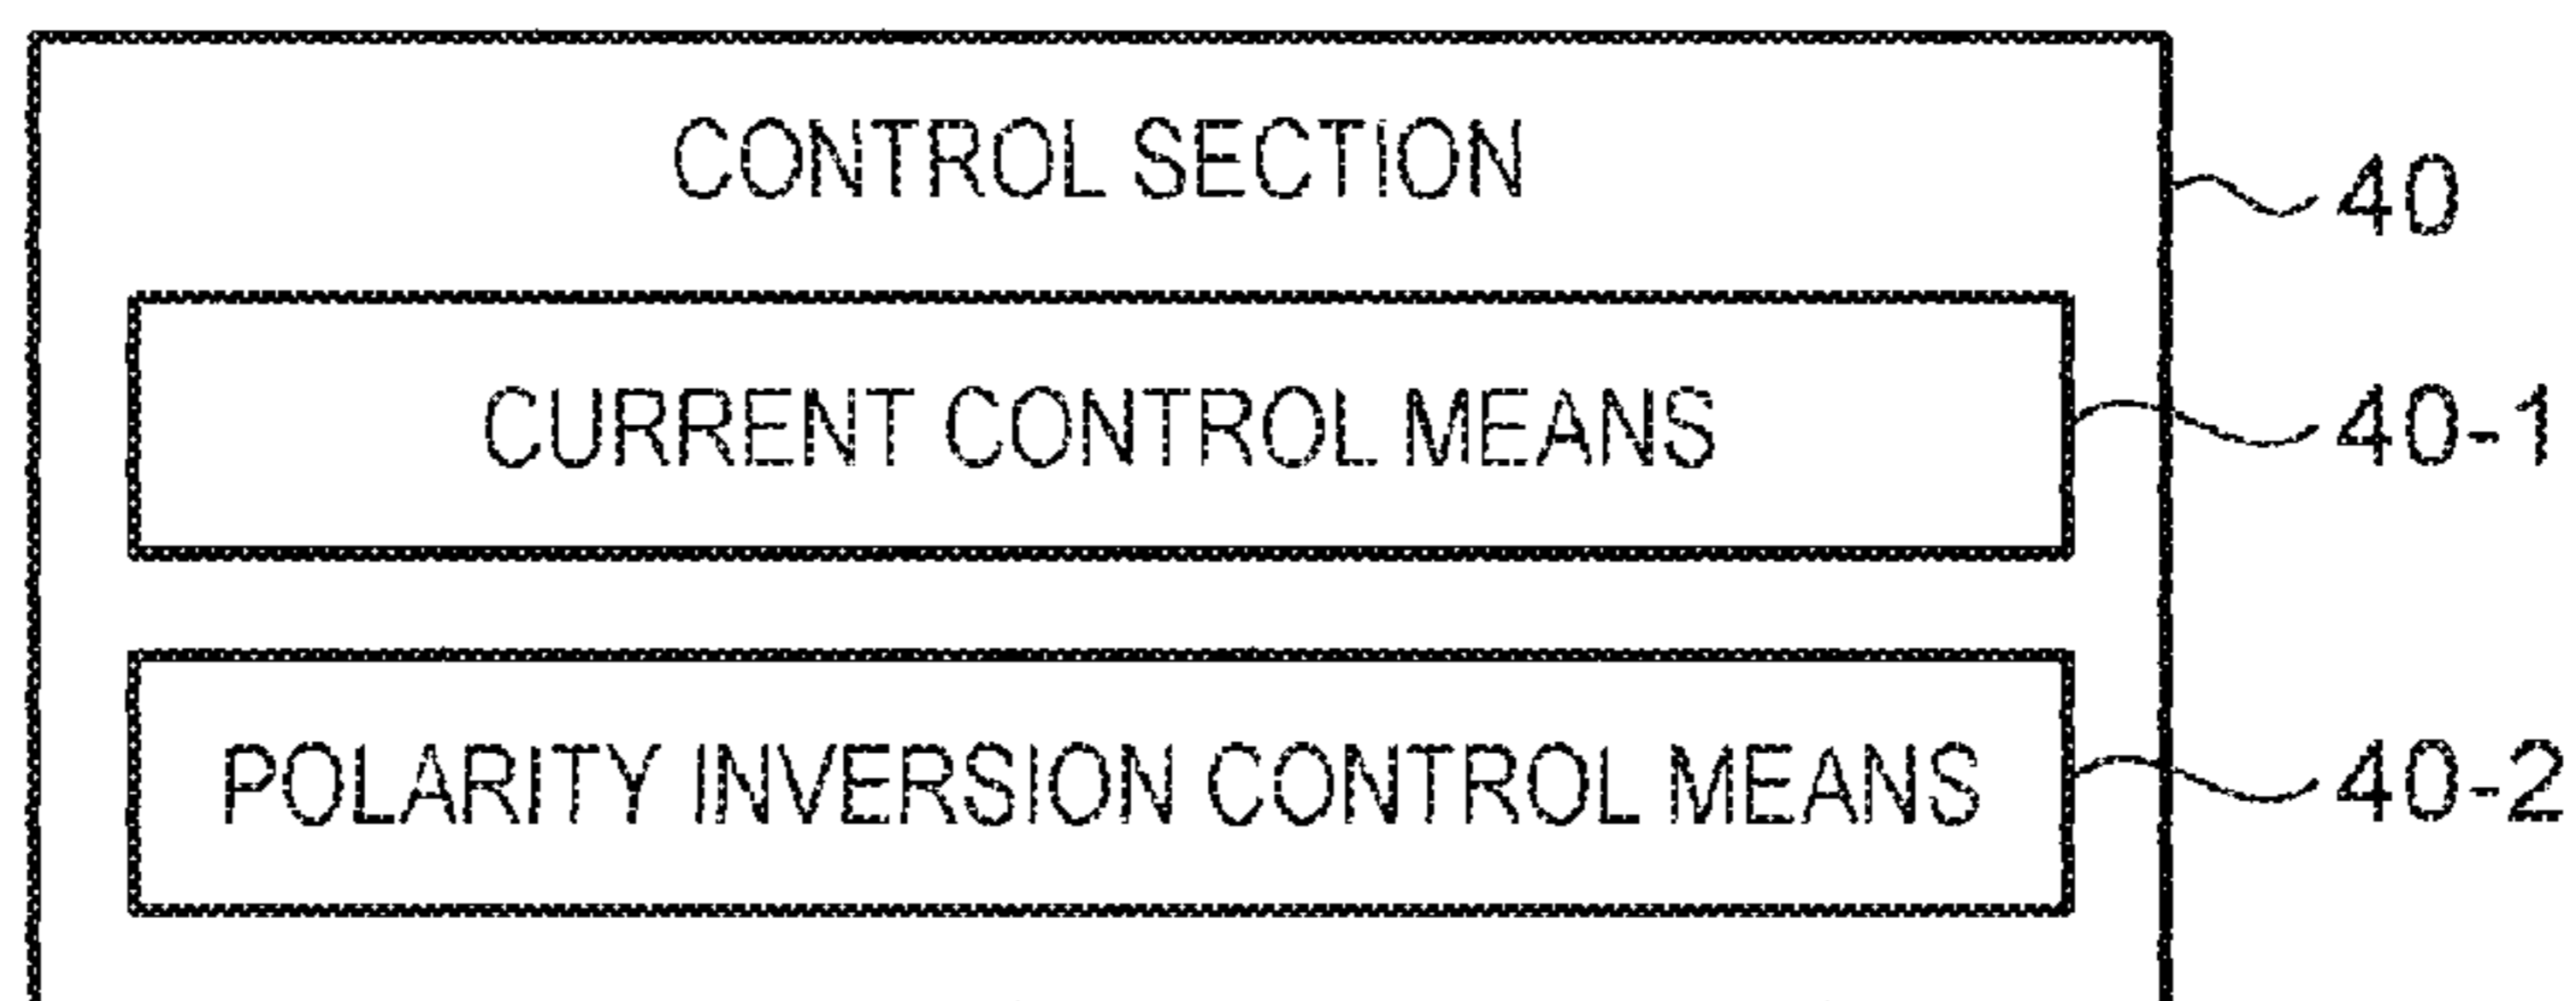 CONTROL SECTION
40
CURRENT CONTROL MEANS
40-1
POLARITY INVERSION CONTROL MEANS
40-2